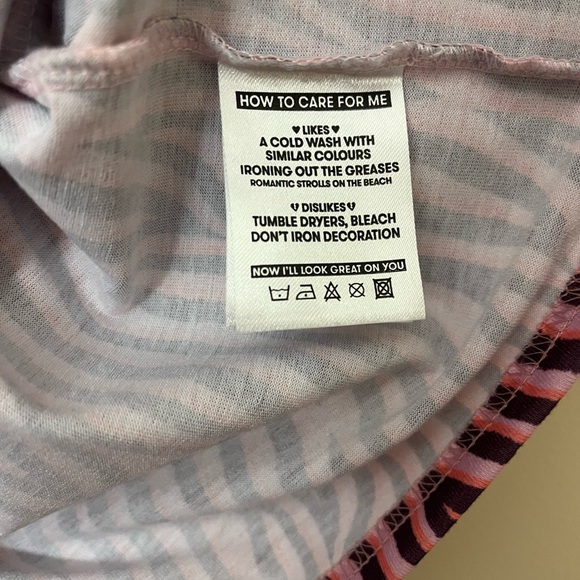 HOW TO CARE FOR ME
♥ LIKES ♥
A COLD WASH WITH
SIMILAR COLOURS
IRONING OUT THE GREASES
ROMANTIC STROLLS ON THE BEACH
💔 DISLIKES 💔
TUMBLE DRYERS, BLEACH
DON'T IRON DECORATION
NOW I'LL LOOK GREAT ON YOU